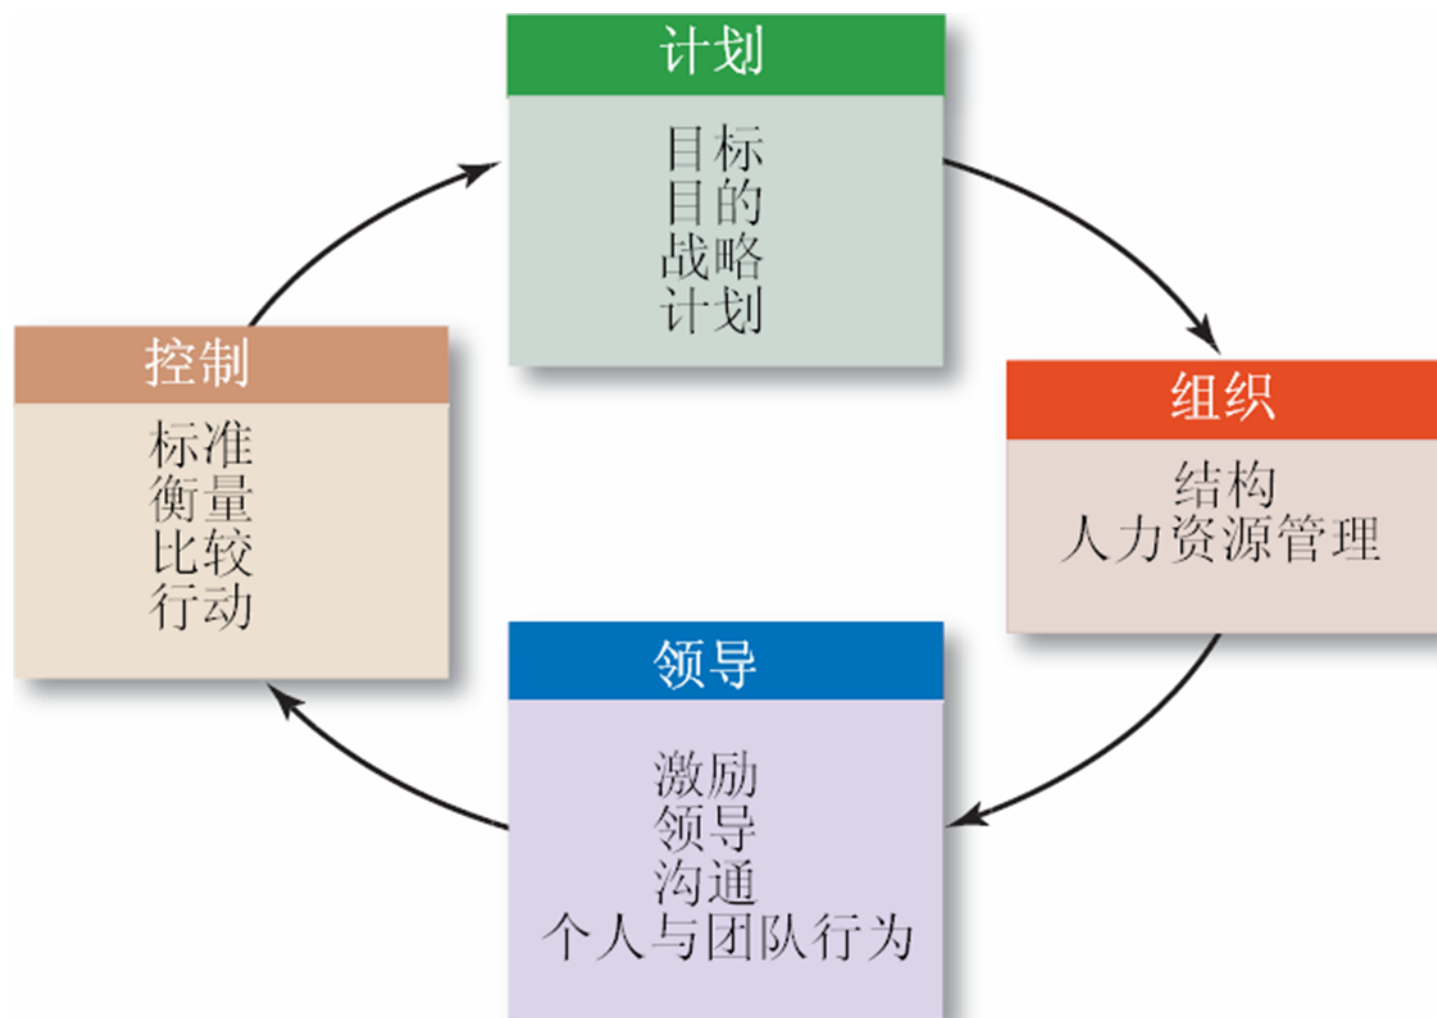 计划
目标
目的
战略
计划
组织
结构
人力资源管理
领导
激励
领导
沟通
个人与团队行为
控制
标准
衡量
比较
行动